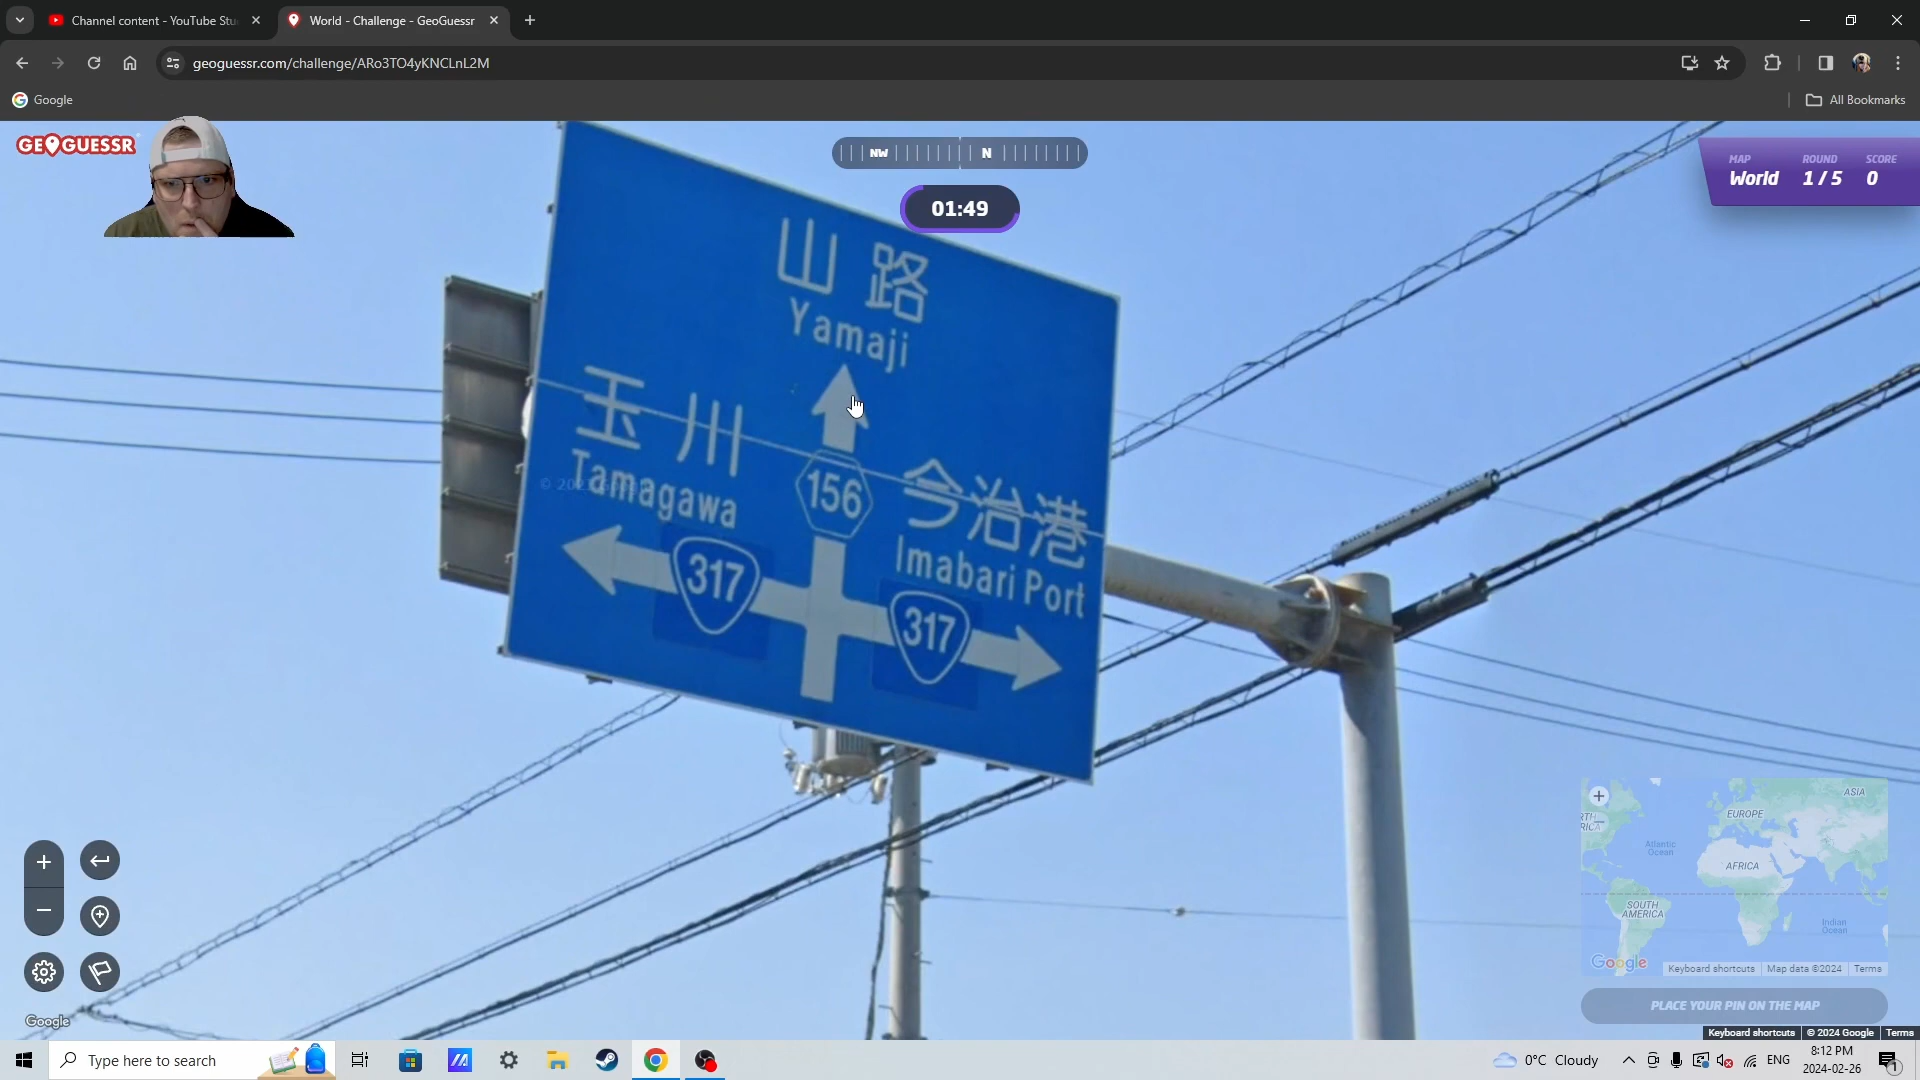 Channel content - YouTube Stu
World - Challenge - GeoGuessr
geoguessr.com/challenge/ARo3TO4yKNCLnL2M
Google
All Bookmarks
GEOGUESSR
NW
N
01:49
MAP
ROUND
SCORE
World
1 / 5
0
山路
Yamaji
玉川
Tamagawa
156
今治港
Imabari Port
317
317
ASIA
EUROPE
Atlantic
Ocean
AFRICA
SOUTH
AMERICA
Indian
Ocean
Google
Keyboard shortcuts
Map data ©2024
Terms
PLACE YOUR PIN ON THE MAP
Google
Keyboard shortcuts
© 2024 Google
Terms
Type here to search
0°C Cloudy
ENG
8:12 PM
2024-02-26
1